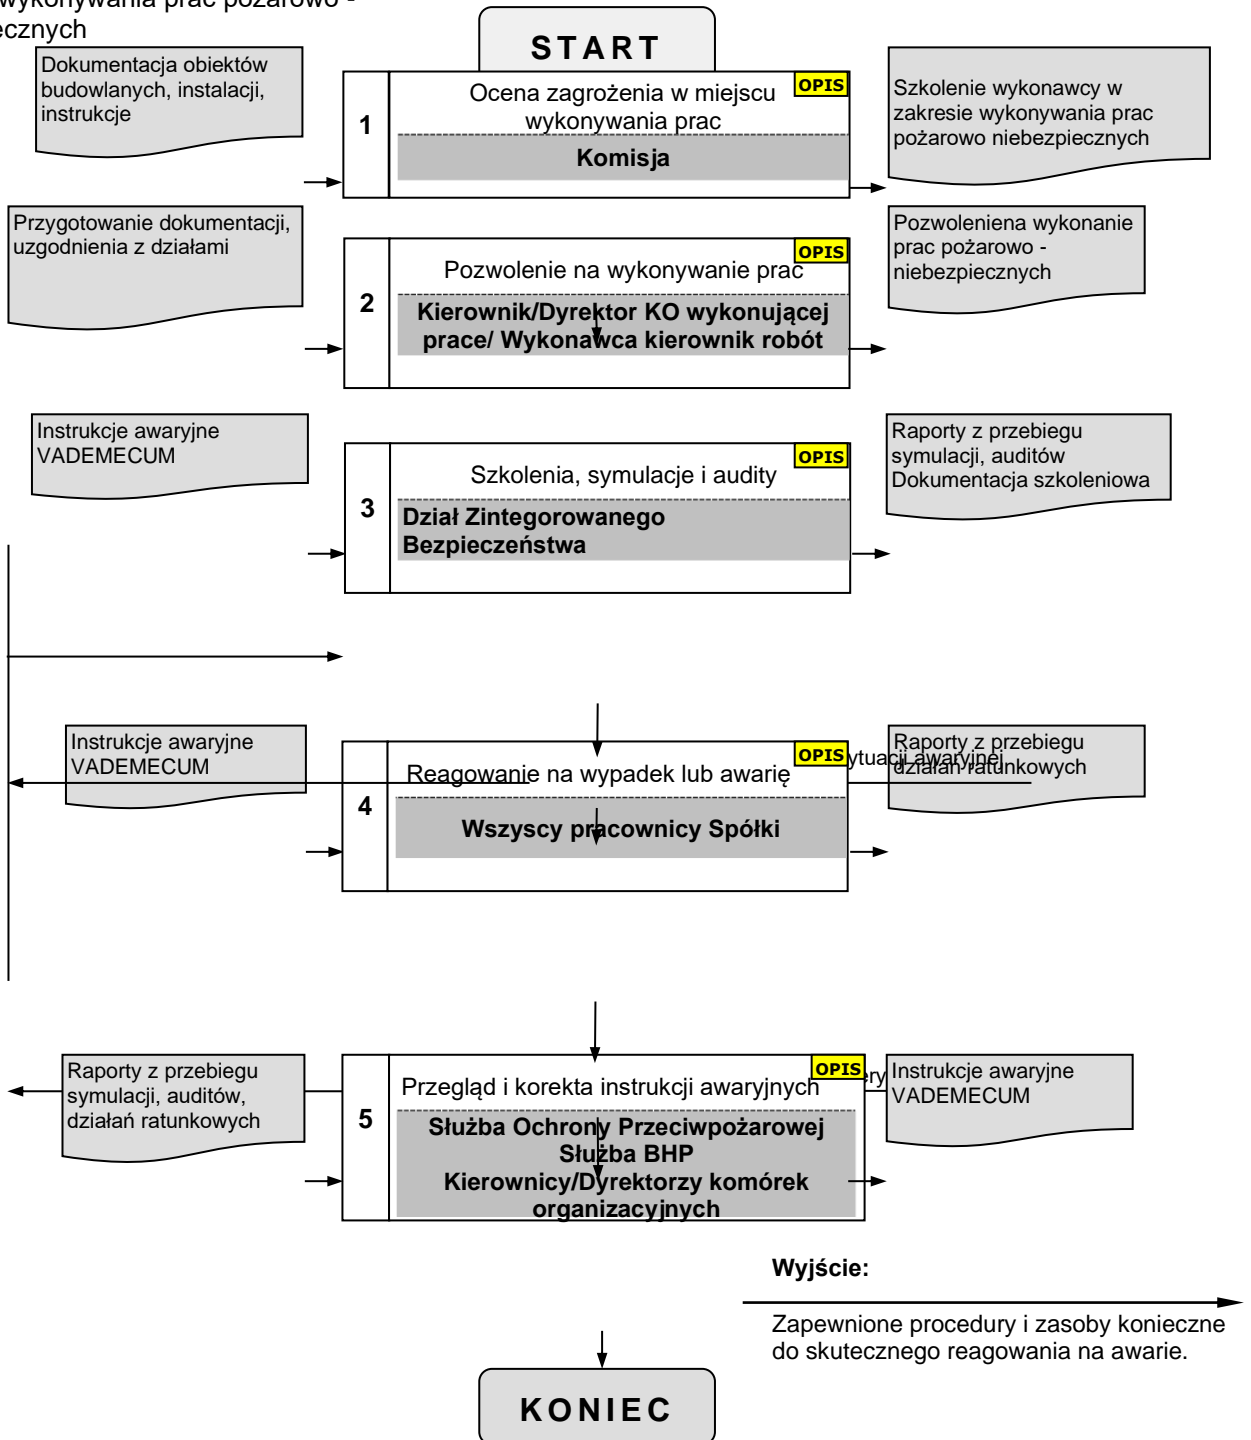 wykonywania prac pożarowo -
ecznych
START
Dokumentacja obiektów
budowlanych, instalacji,
instrukcje
1
Ocena zagrożenia w miejscu
wykonywania prac
OPIS
Komisja
Szkolenie wykonawcy w
zakresie wykonywania prac
pożarowo niebezpiecznych
Przygotowanie dokumentacji,
uzgodnienia z działami
2
Pozwolenie na wykonywanie prac
OPIS
Kierownik/Dyrektor KO wykonującej
prace/ Wykonawca kierownik robót
Pozwoleniena wykonanie
prac pożarowo -
niebezpiecznych
Instrukcje awaryjne
VADEMECUM
3
Szkolenia, symulacje i audity
OPIS
Dział Zintegorowanego
Bezpieczeństwa
Raporty z przebiegu
symulacji, auditów
Dokumentacja szkoleniowa
Instrukcje awaryjne
VADEMECUM
4
Reagowanie na wypadek lub awarię
OPIS
ytuacji awaryjnej
Wszyscy pracownicy Spółki
Raporty z przebiegu
działań ratunkowych
Raporty z przebiegu
symulacji, auditów,
działań ratunkowych
5
Przegląd i korekta instrukcji awaryjnych
OPIS
ery
Służba Ochrony Przeciwpożarowej
Służba BHP
Kierownicy/Dyrektorzy komórek
organizacyjnych
Instrukcje awaryjne
VADEMECUM
Wyjście:
Zapewnione procedury i zasoby konieczne
do skutecznego reagowania na awarie.
KONIEC